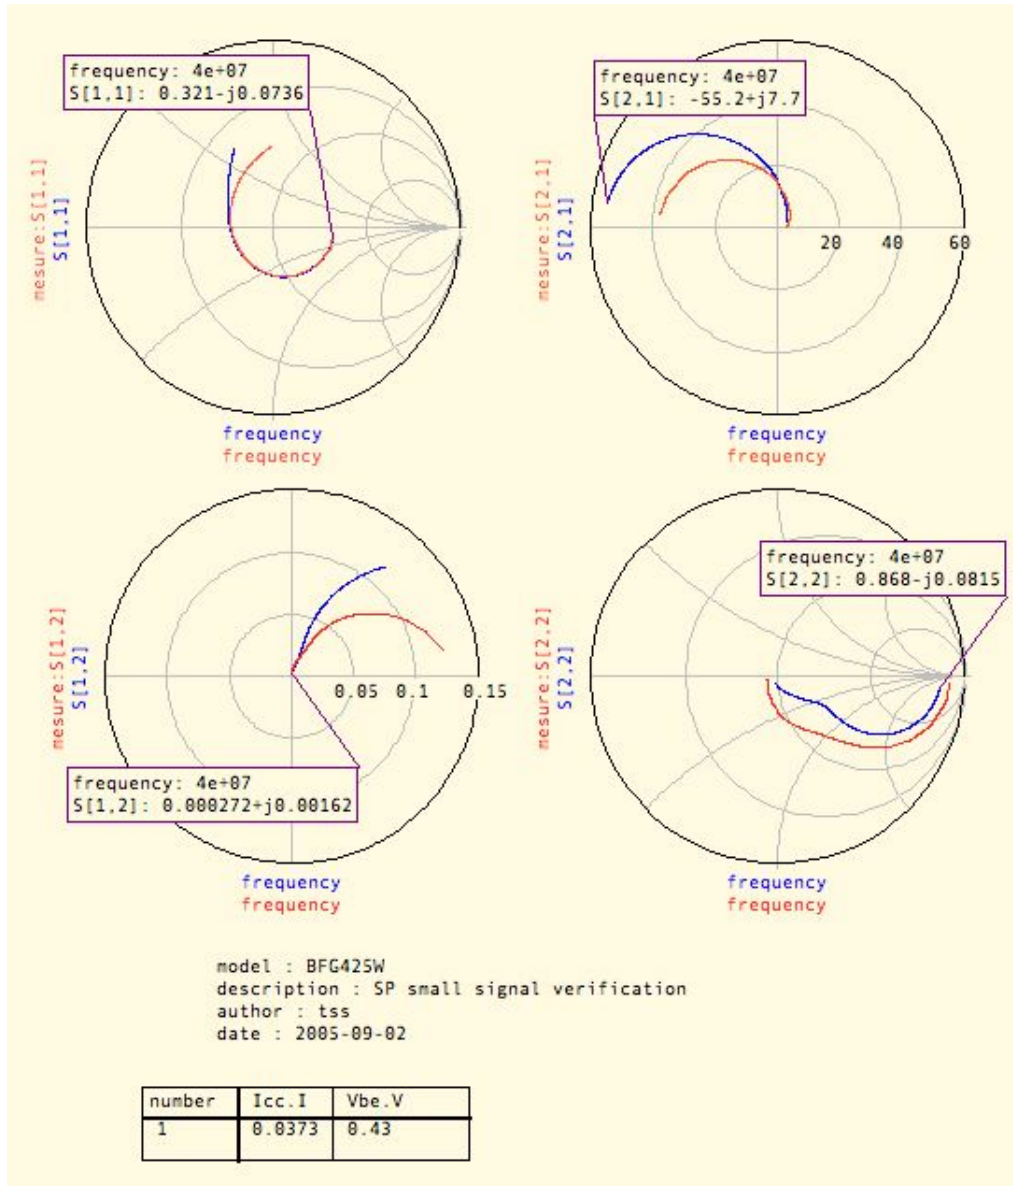 frequency: 4e+07
S[1,1]: 0.321-j0.0736
mesure:S[1,1]
S[1,1]
frequency
frequency
frequency: 4e+07
S[2,1]: -55.2+j7.7
mesure:S[2,1]
S[2,1]
20 40 60
frequency
frequency
mesure:S[1,2]
S[1,2]
0.05 0.1 0.15
frequency: 4e+07
S[1,2]: 0.000272+j0.00162
frequency
frequency
frequency: 4e+07
S[2,2]: 0.868-j0.0815
mesure:S[2,2]
S[2,2]
frequency
frequency
model : BFG425W
description : SP small signal verification
author : tss
date : 2005-09-02
number Icc.I Vbe.V
1 0.0373 0.43